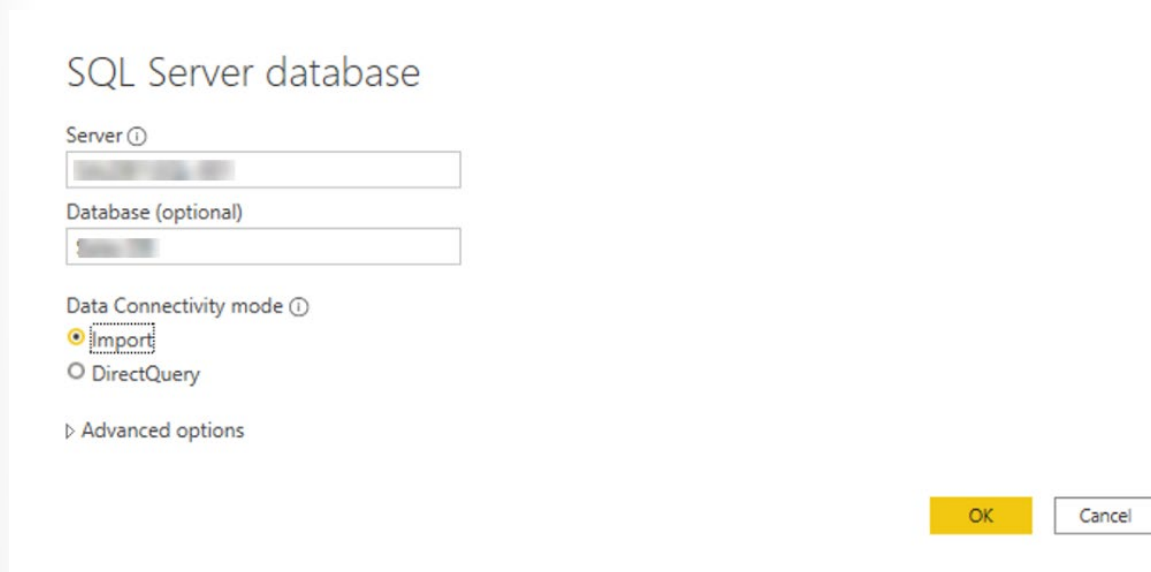 SQL Server database
Server
Database (optional)
Data Connectivity mode
Import
DirectQuery
Advanced options
OK Cancel